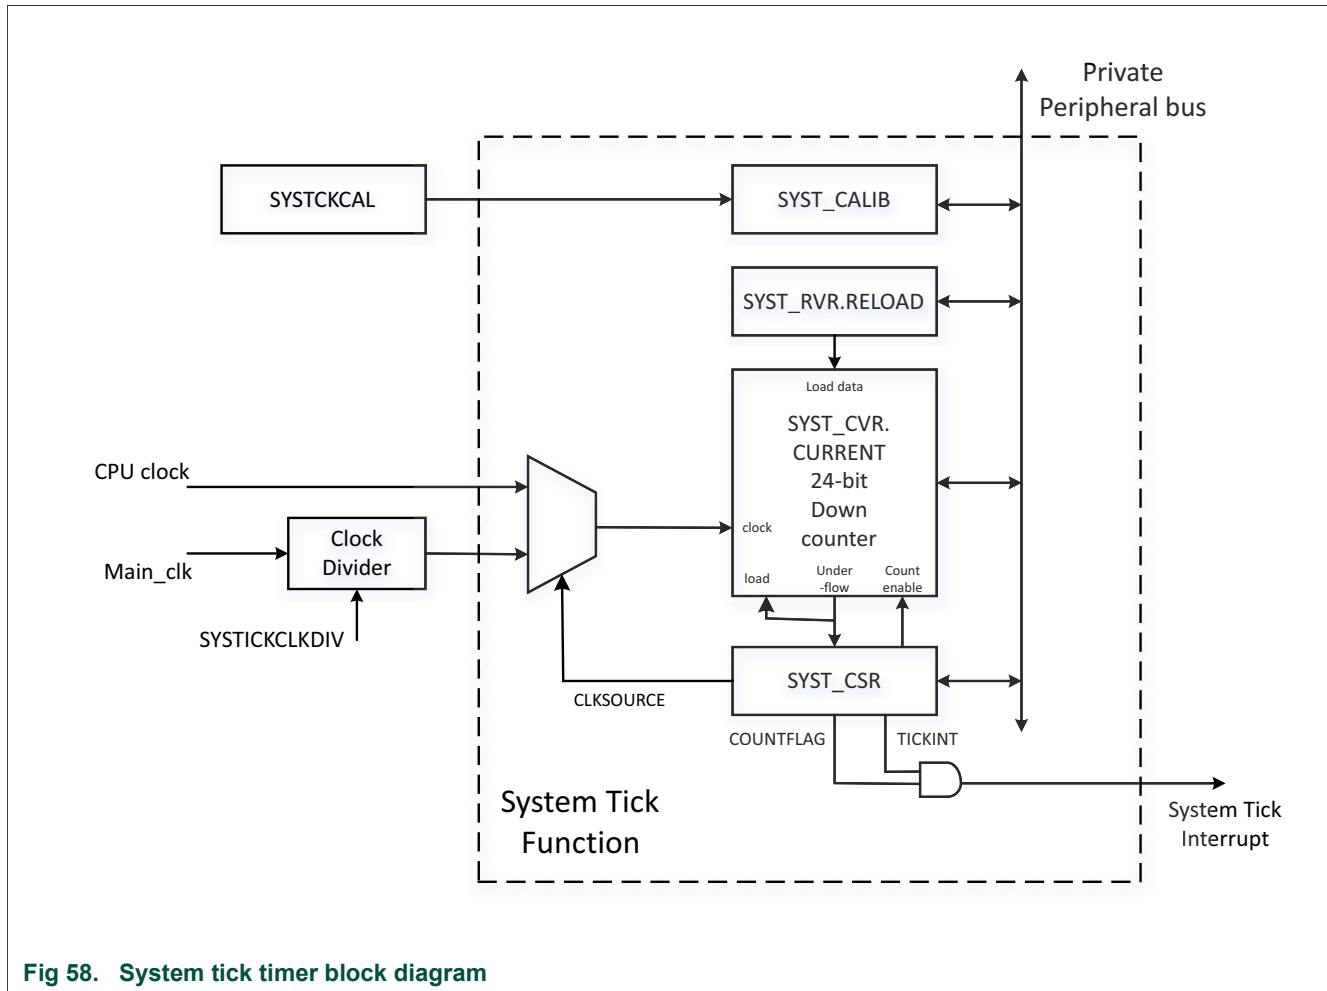 Private
Peripheral bus
SYSTCKCAL
SYST_CALIB
SYST_RVR.RELOAD
Load data
SYST_CVR.
CURRENT
24-bit
Down
counter
CPU clock
clock
Clock
Divider
Main_clk
load
Under
-flow
Count
enable
SYSTICKCLKDIV
SYST_CSR
CLKSOURCE
COUNTFLAG
TICKINT
System Tick
Function
System Tick
Interrupt
Fig 58. System tick timer block diagram